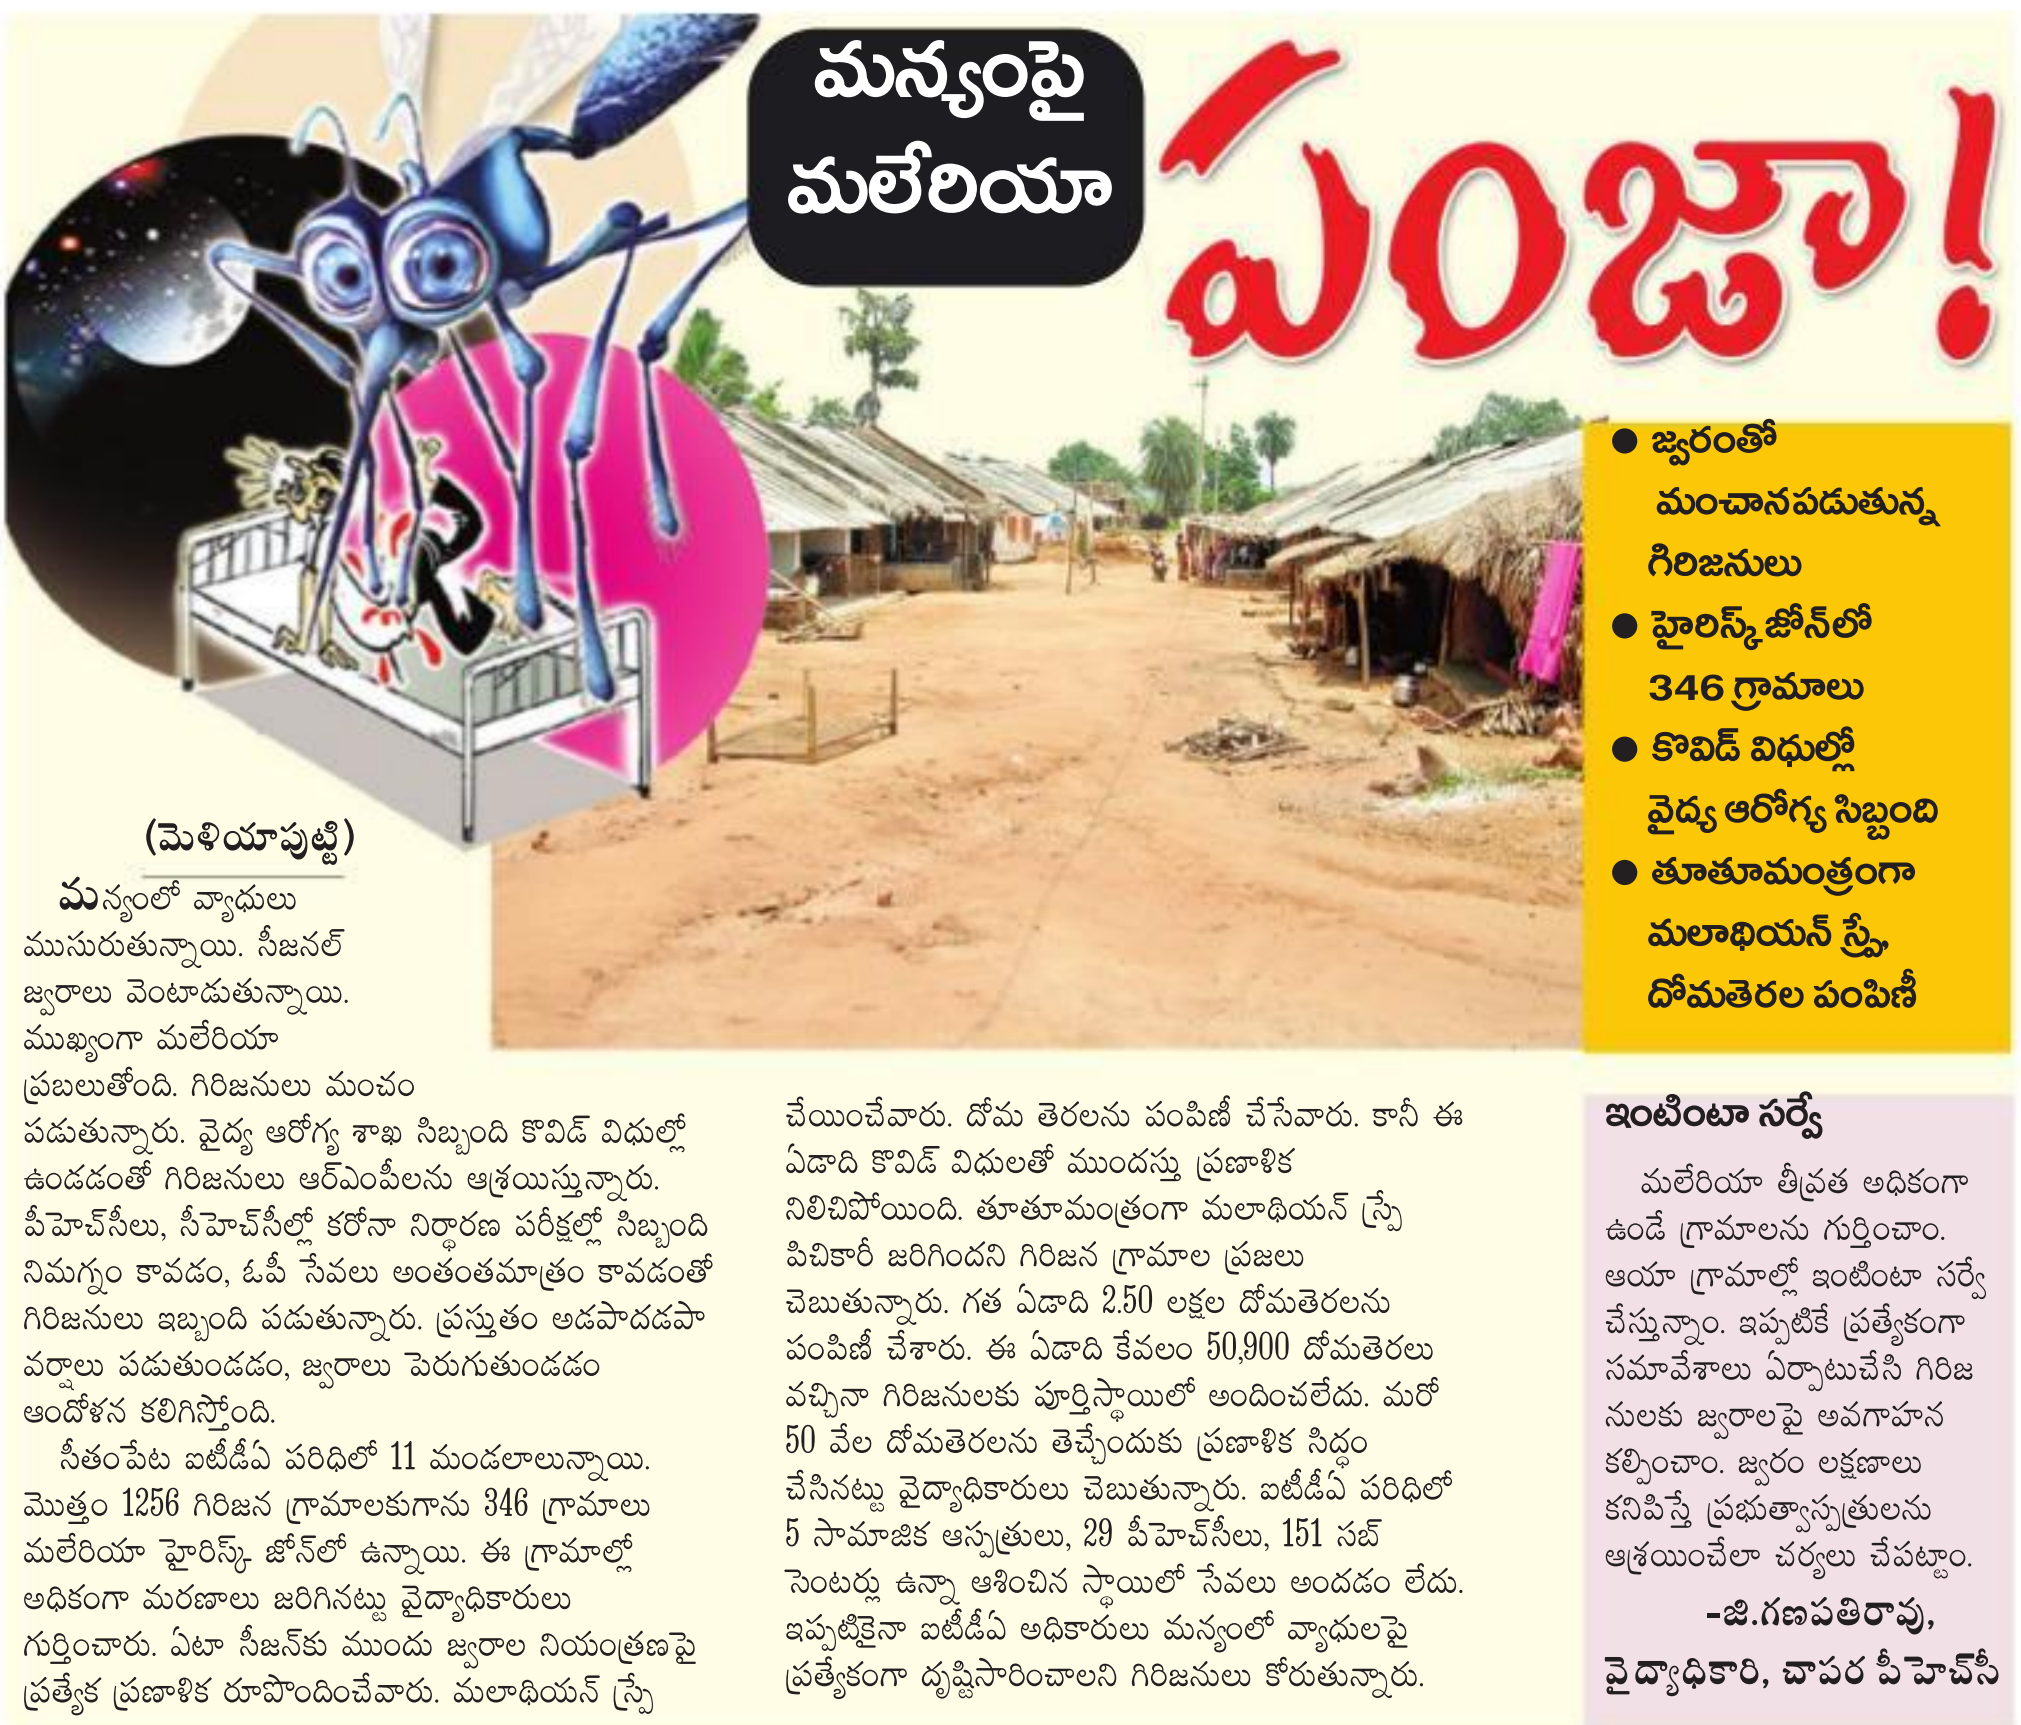 మన్యంపై
మలేరియా
పంజా!
● జ్వరంతో
మంచానపడుతున్న
గిరిజనులు
● హైరిస్క్‌జోన్‌లో
346 గ్రామాలు
● కొవిడ్ విధుల్లో
వైద్య ఆరోగ్య సిబ్బంది
● తూతూమంత్రంగా
మలాథియన్ స్ప్రే,
దోమతెరల పంపిణీ
(మెళియాపుట్టి)
మన్యంలో వ్యాధులు
ముసురుతున్నాయి. సీజనల్
జ్వరాలు వెంటాడుతున్నాయి.
ముఖ్యంగా మలేరియా
ప్రబలుతోంది. గిరిజనులు మంచం
పడుతున్నారు. వైద్య ఆరోగ్య శాఖ సిబ్బంది కొవిడ్ విధుల్లో
ఉండడంతో గిరిజనులు ఆర్ఎంపీలను ఆశ్రయిస్తున్నారు.
పీహెచ్‌సీలు, సీహెచ్‌సీల్లో కరోనా నిర్థారణ పరీక్షల్లో సిబ్బంది
నిమగ్నం కావడం, ఓపీ సేవలు అంతంతమాత్రం కావడంతో
గిరిజనులు ఇబ్బంది పడుతున్నారు. ప్రస్తుతం అడపాదడపా
వర్షాలు పడుతుండడం, జ్వరాలు పెరుగుతుండడం
ఆందోళన కలిగిస్తోంది.
సీతంపేట ఐటీడీఏ పరిధిలో 11 మండలాలున్నాయి.
మొత్తం 1256 గిరిజన గ్రామాలకుగాను 346 గ్రామాలు
మలేరియా హైరిస్క్ జోన్‌లో ఉన్నాయి. ఈ గ్రామాల్లో
అధికంగా మరణాలు జరిగినట్టు వైద్యాధికారులు
గుర్తించారు. ఏటా సీజన్‌కు ముందు జ్వరాల నియంత్రణపై
ప్రత్యేక ప్రణాళిక రూపొందించేవారు. మలాథియన్ స్ప్రే
చేయించేవారు. దోమ తెరలను పంపిణీ చేసేవారు. కానీ ఈ
ఏడాది కొవిడ్ విధులతో ముందస్తు ప్రణాళిక
నిలిచిపోయింది. తూతూమంత్రంగా మలాథియన్ స్ప్రే
పిచికారీ జరిగిందని గిరిజన గ్రామాల ప్రజలు
చెబుతున్నారు. గత ఏడాది 2.50 లక్షల దోమతెరలను
పంపిణీ చేశారు. ఈ ఏడాది కేవలం 50,900 దోమతెరలు
వచ్చినా గిరిజనులకు పూర్తిస్థాయిలో అందించలేదు. మరో
50 వేల దోమతెరలను తెచ్చేందుకు ప్రణాళిక సిద్ధం
చేసినట్టు వైద్యాధికారులు చెబుతున్నారు. ఐటీడీఏ పరిధిలో
5 సామాజిక ఆస్పత్రులు, 29 పీహెచ్‌సీలు, 151 సబ్
సెంటర్లు ఉన్నా ఆశించిన స్థాయిలో సేవలు అందడం లేదు.
ఇప్పటికైనా ఐటీడీఏ అధికారులు మన్యంలో వ్యాధులపై
ప్రత్యేకంగా దృష్టిసారించాలని గిరిజనులు కోరుతున్నారు.
ఇంటింటా సర్వే
మలేరియా తీవ్రత అధికంగా
ఉండే గ్రామాలను గుర్తించాం.
ఆయా గ్రామాల్లో ఇంటింటా సర్వే
చేస్తున్నాం. ఇప్పటికే ప్రత్యేకంగా
సమావేశాలు ఏర్పాటుచేసి గిరిజ
నులకు జ్వరాలపై అవగాహన
కల్పించాం. జ్వరం లక్షణాలు
కనిపిస్తే ప్రభుత్వాస్పత్రులను
ఆశ్రయించేలా చర్యలు చేపట్టాం.
-జి.గణపతిరావు,
వైద్యాధికారి, చాపర పీహెచ్‌సీ